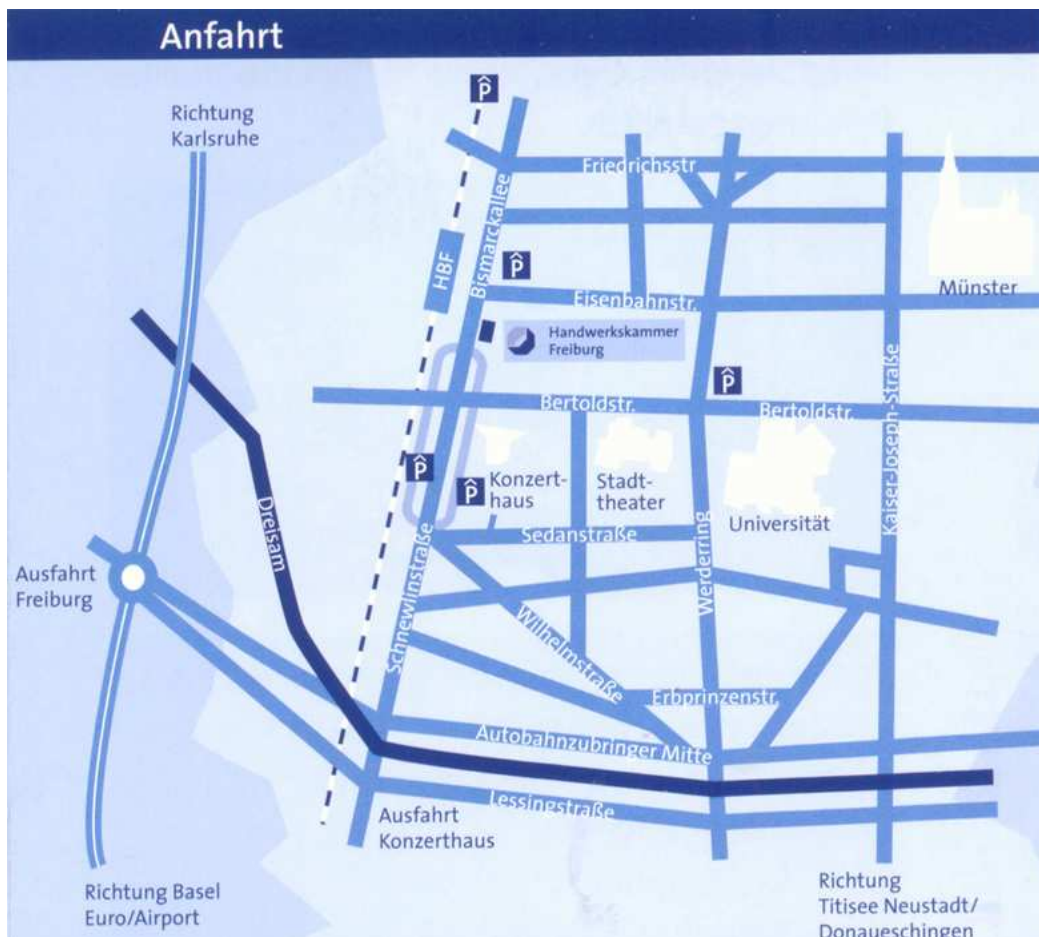 Anfahrt
Richtung
Karlsruhe
P
Friedrichsstr.
Bismarckallee
HBF
P
Eisenbahnstr.
Münster
Handwerkskammer
Freiburg
P
Bertoldstr.
Bertoldstr.
Kaiser-Joseph-Straße
P
P
Konzert-
haus
Stadt-
theater
Universität
Dreisam
Sedanstraße
Ausfahrt
Freiburg
Schnewlinstraße
Wilhelmstraße
Werderring
Erbprinzenstr.
Autobahnzubringer Mitte
Lessingstraße
Ausfahrt
Konzerthaus
Richtung Basel
Euro/Airport
Richtung
Titisee Neustadt/
Donaueschingen